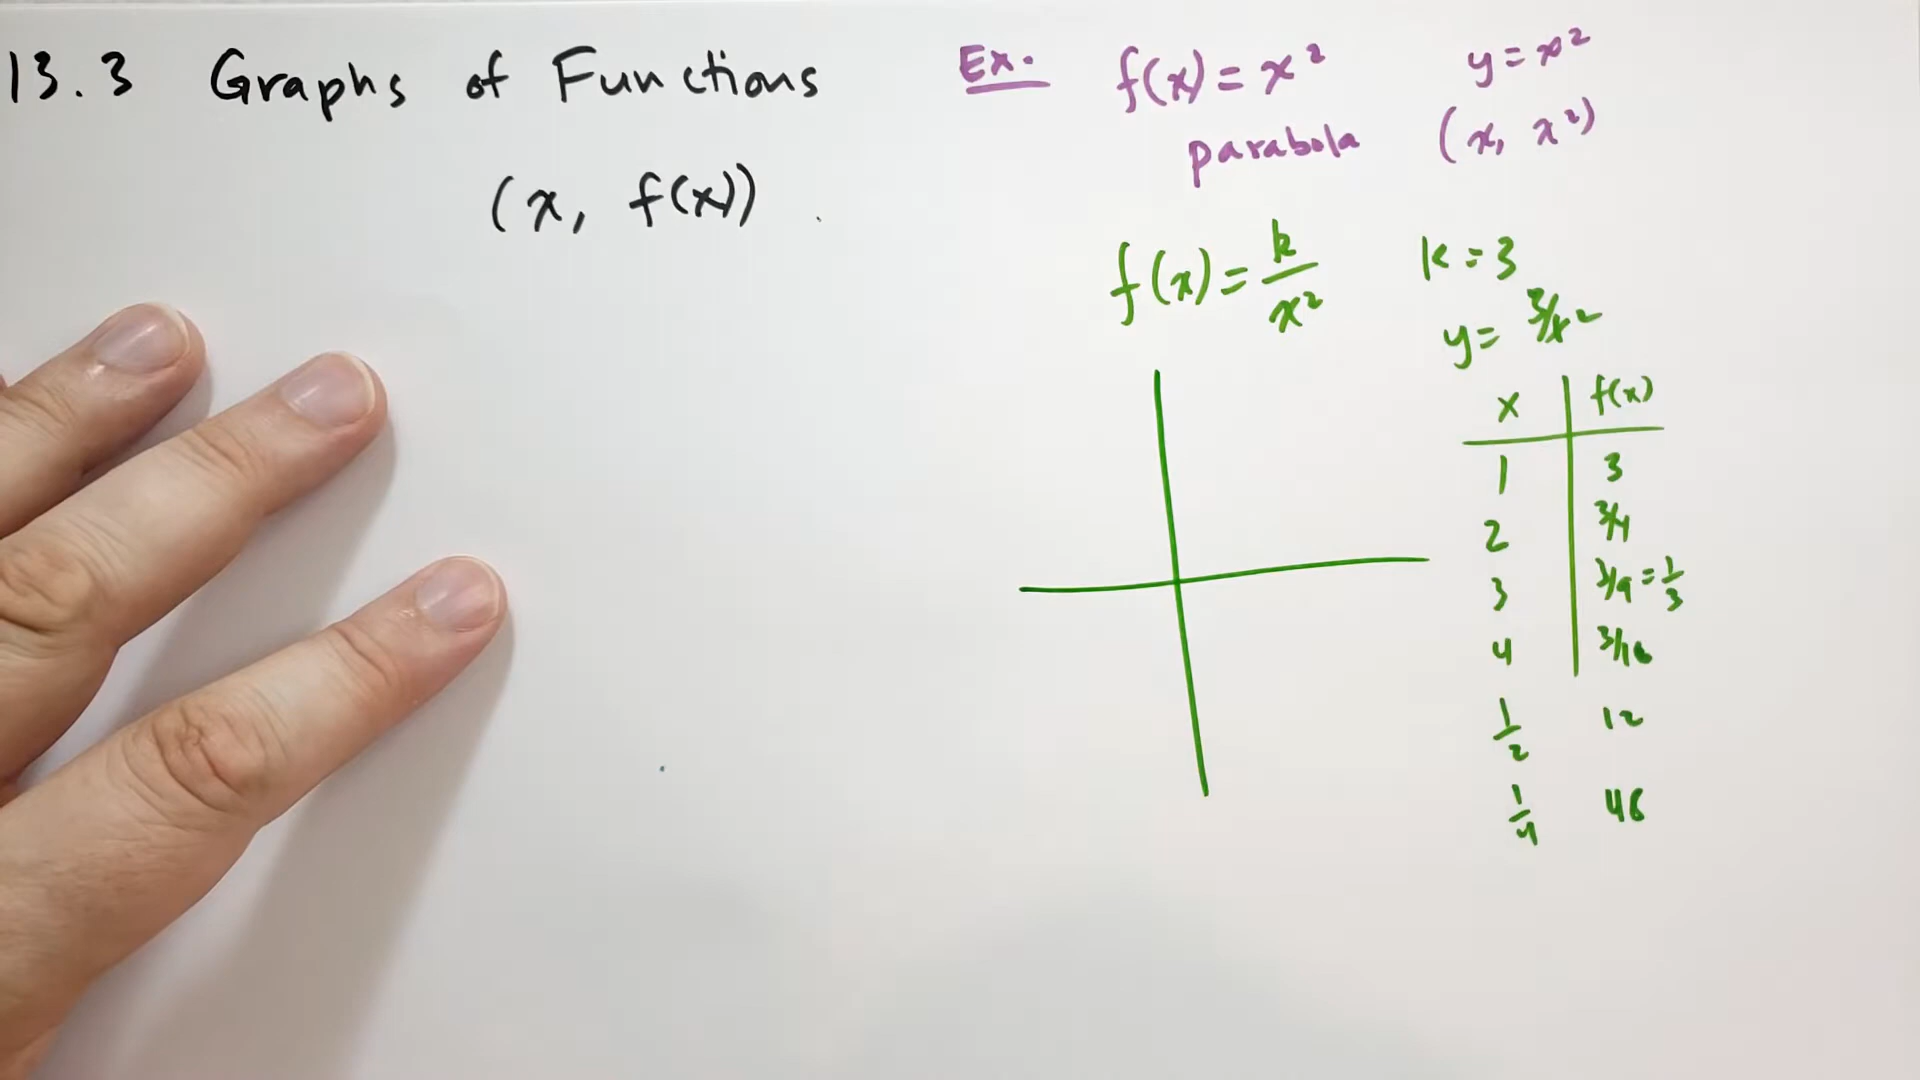 13.3 Graphs of Functions
(x, f(x))
Ex. f(x) = x² y = x²
parabola (x, x²)
f(x) = k/x² k = 3
y = 3/x²
x f(x)
1 3
2 3/4
3 3/9 = 1/3
4 3/16
1/2 12
1/4 48